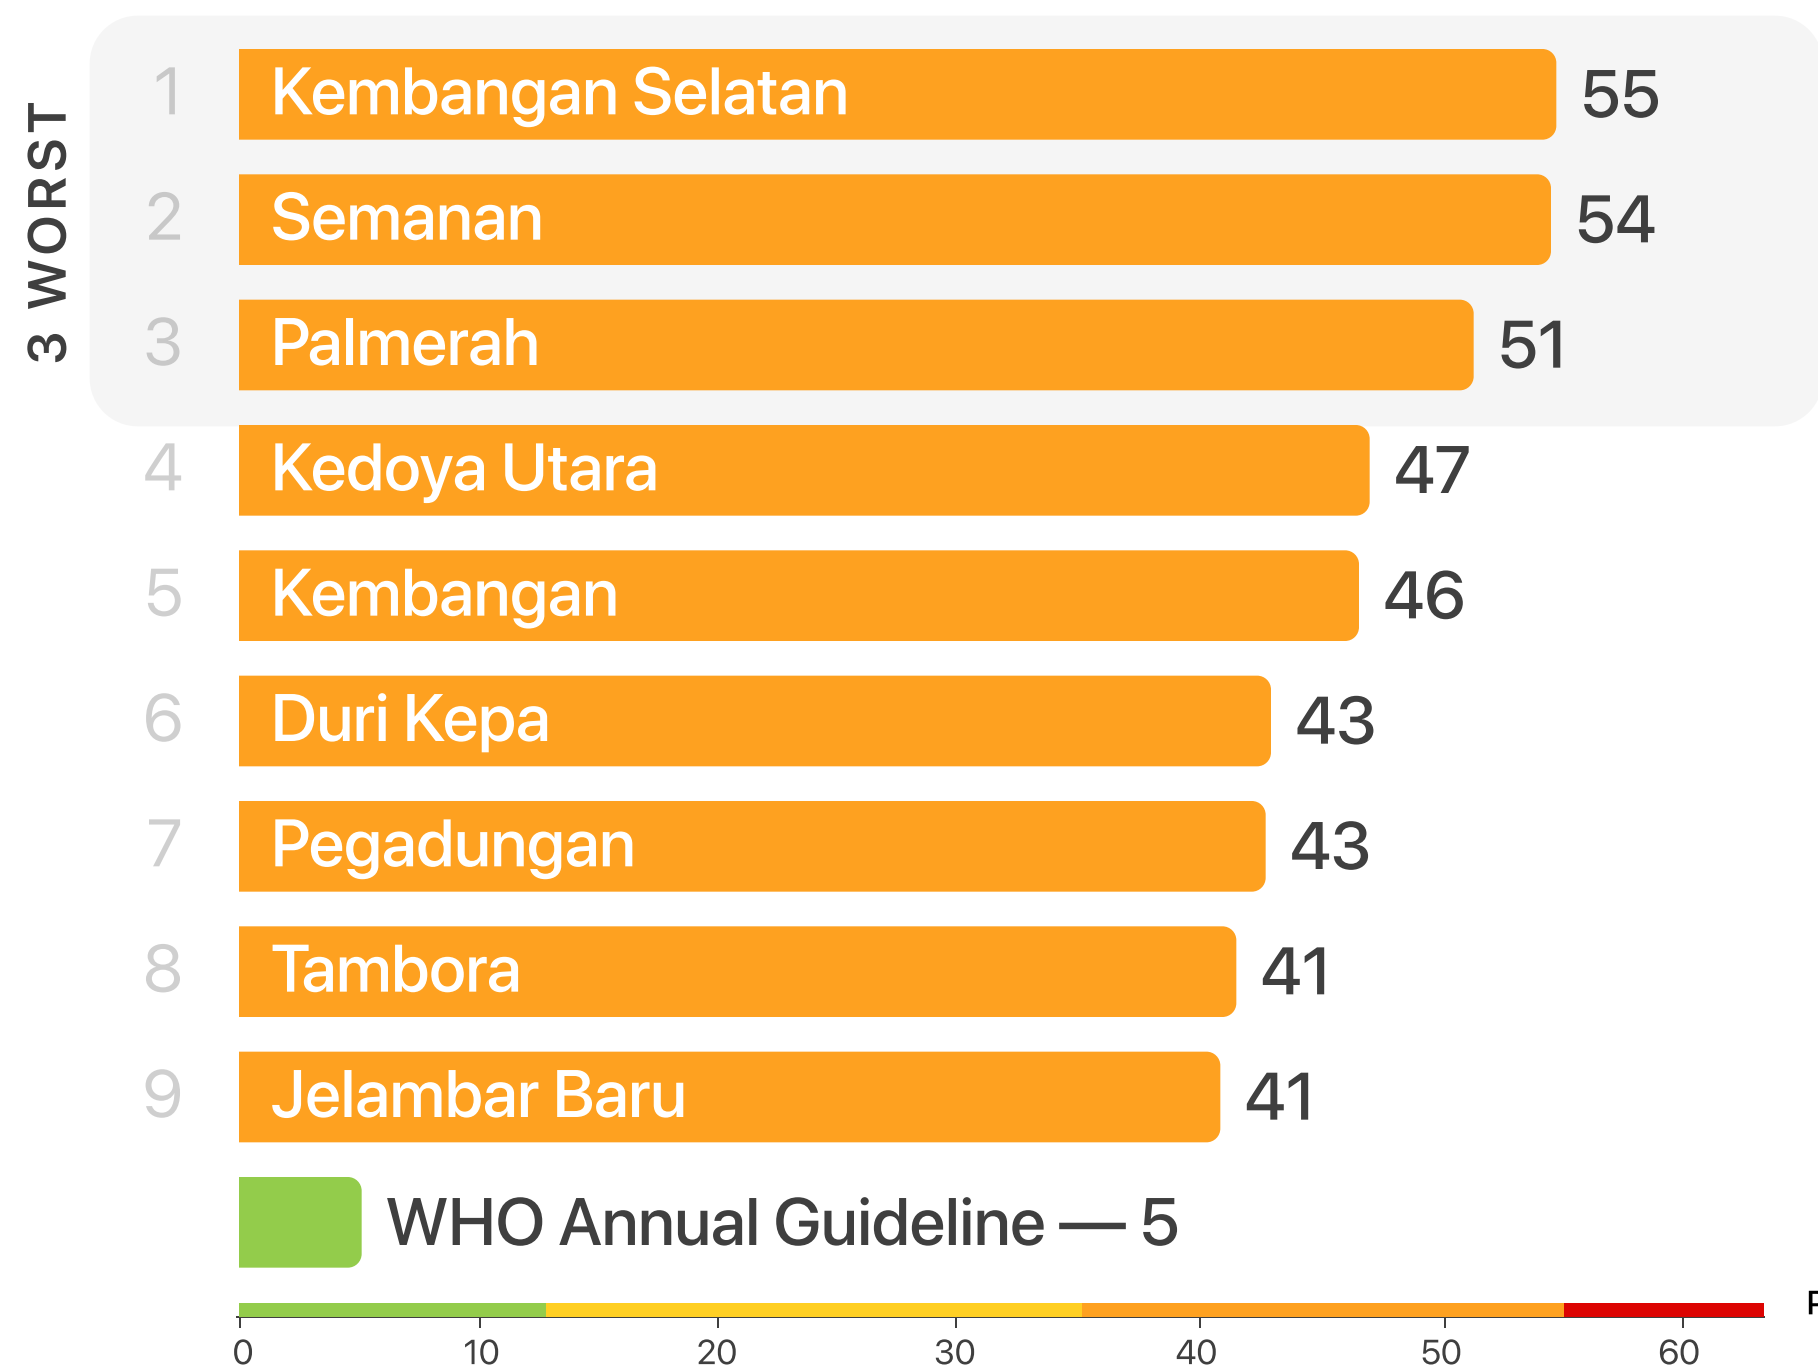 3 WORST
1 Kembangan Selatan 55
2 Semanan 54
3 Palmerah 51
4 Kedoya Utara 47
5 Kembangan 46
6 Duri Kepa 43
7 Pegadungan 43
8 Tambora 41
9 Jelambar Baru 41
WHO Annual Guideline — 5
0 10 20 30 40 50 60